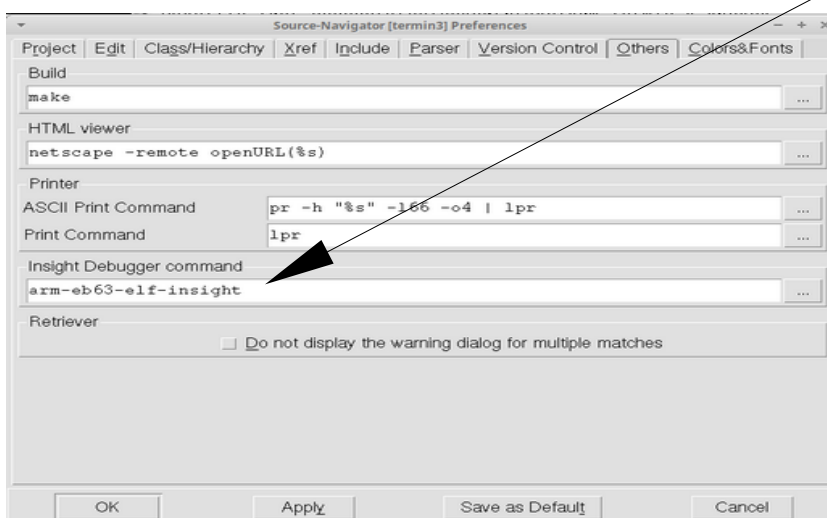 Source-Navigator [termin3] Preferences
Project Edit Class/Hierarchy Xref Include Parser Version Control Others Colors&Fonts
Build
make
...
HTML viewer
netscape -remote openURL(%s)
...
Printer
ASCII Print Command pr -h "%s" -l66 -o4 | lpr ...
Print Command lpr ...
Insight Debugger command
arm-eb63-elf-insight
...
Retriever
Do not display the warning dialog for multiple matches
OK Apply Save as Default Cancel